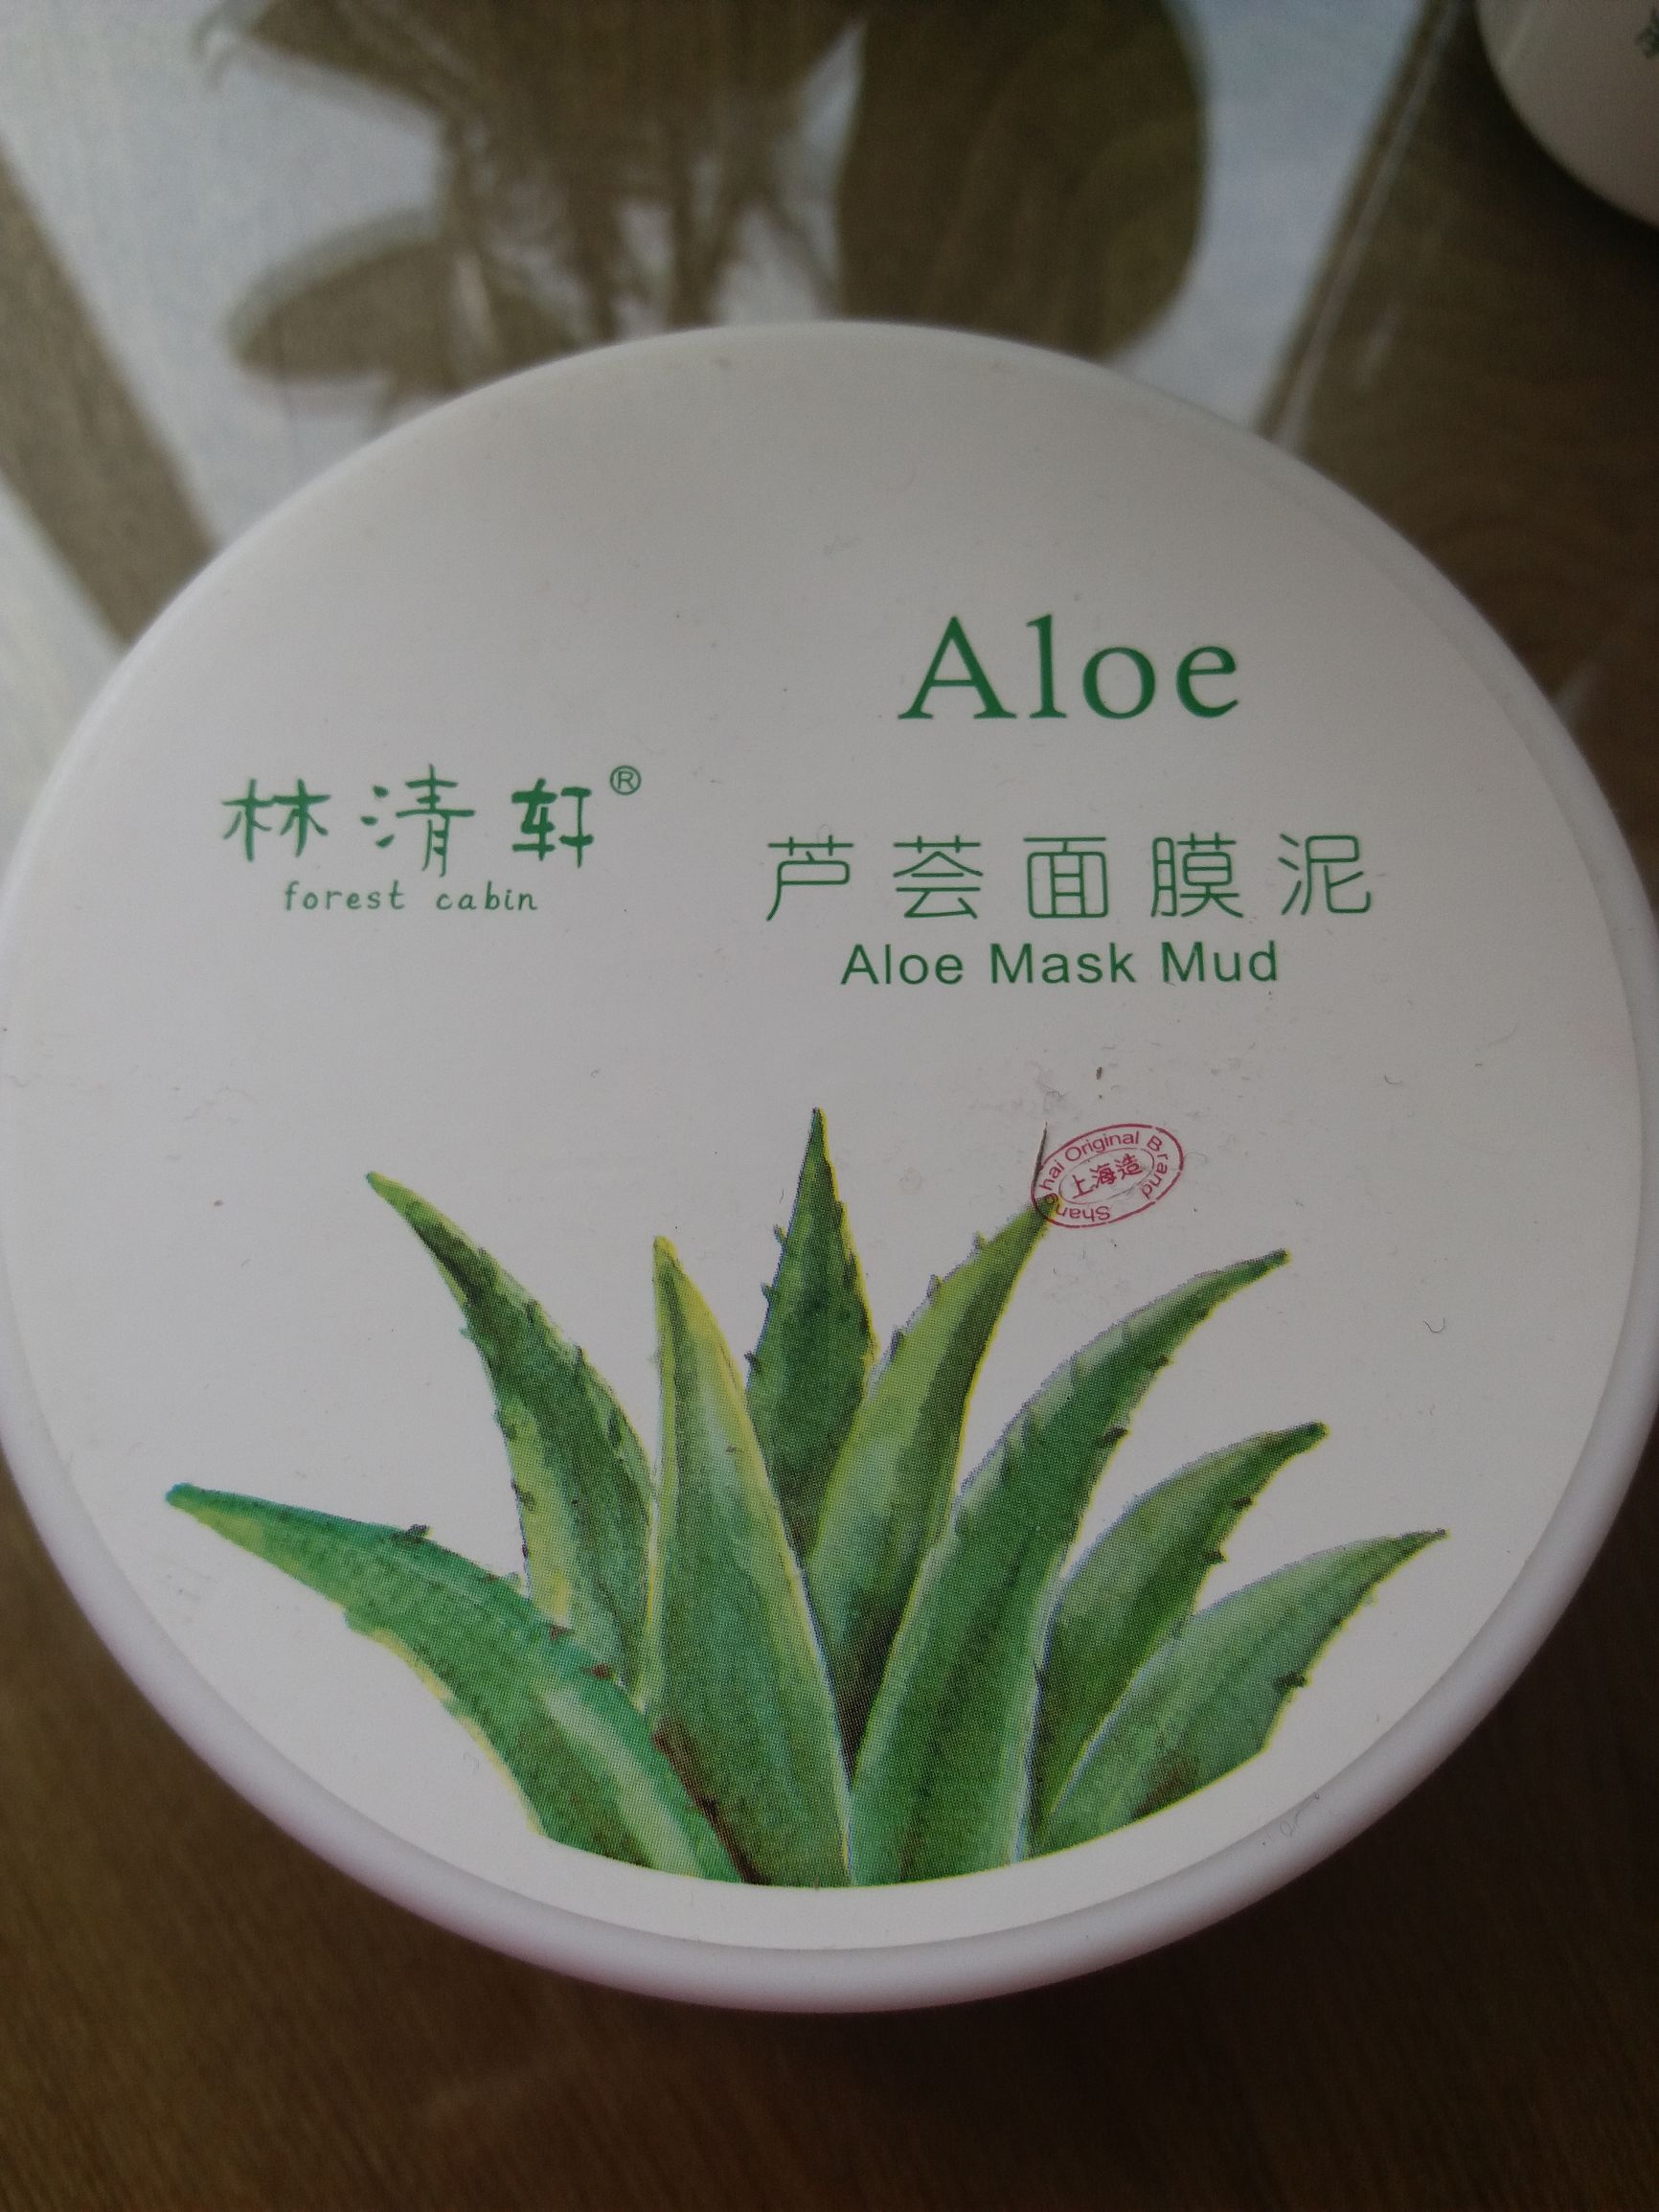 Aloe
林清轩®
forest cabin
芦荟面膜泥
Aloe Mask Mud
Shanghai Original Brand
上海造